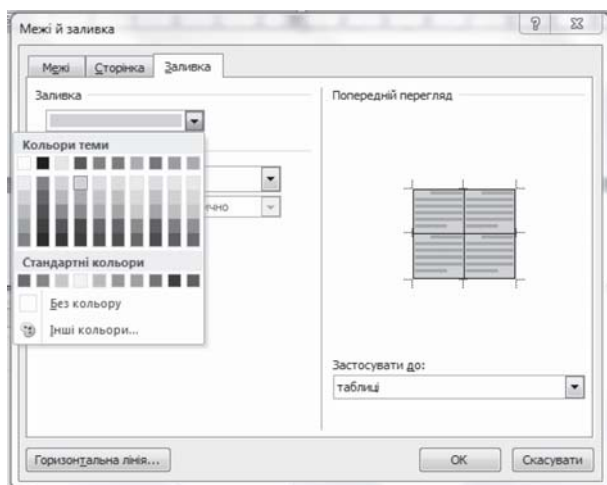 Межі й заливка
Межі
Сторінка
Заливка
Заливка
Попередній перегляд
Кольори теми
Стандартні кольори
Без кольору
Інші кольори...
Застосувати до:
таблиці
Горизонтальна лінія...
ОК
Скасувати